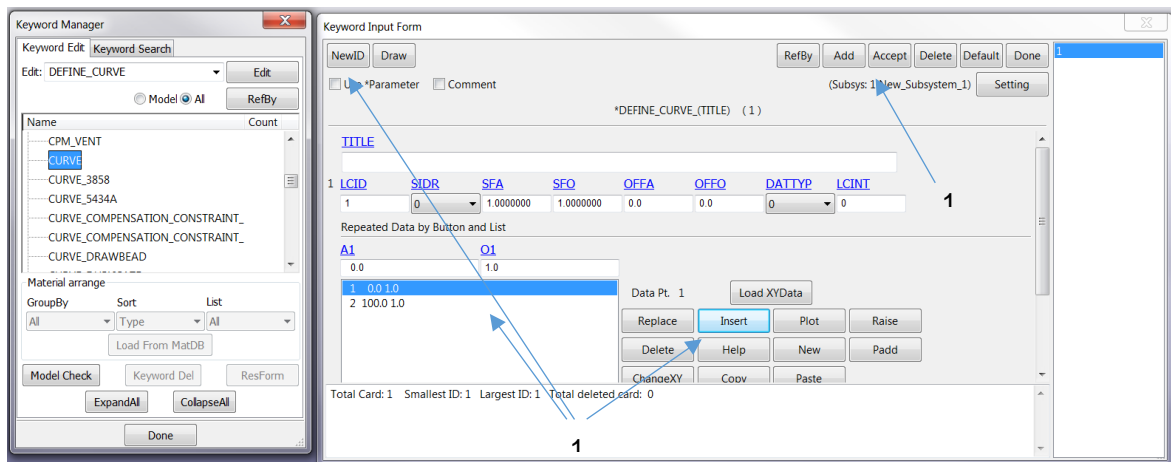 Keyword Manager
Keyword Edit Keyword Search
Edit: DEFINE_CURVE Edit
Model All RefBy
Name Count
CPM_VENT
CURVE
CURVE_3858
CURVE_5434A
CURVE_COMPENSATION_CONSTRAINT_
CURVE_COMPENSATION_CONSTRAINT_
CURVE_DRAWBEAD
Material arrange
GroupBy Sort List
All Type All
Load From MatDB
Model Check Keyword Del ResForm
ExpandAll CollapseAll
Done
Keyword Input Form
NewID Draw RefBy Add Accept Delete Default Done
*Parameter Comment (Subsys: 1 New_Subsystem_1) Setting
*DEFINE_CURVE_(TITLE) (1)
TITLE
1 LCID SIDR SFA SFO OFFA OFFO DATTYP LCINT
1 0 1.0000000 1.0000000 0.0 0.0 0 0
1
Repeated Data by Button and List
A1 O1
0.0 1.0
1 0.0 1.0
2 100.0 1.0
Data Pt. 1 Load XYData
Replace Insert Plot Raise
Delete Help New Padd
ChangeXY Copy Paste
Total Card: 1 Smallest ID: 1 Largest ID: 1 Total deleted card: 0
1
1